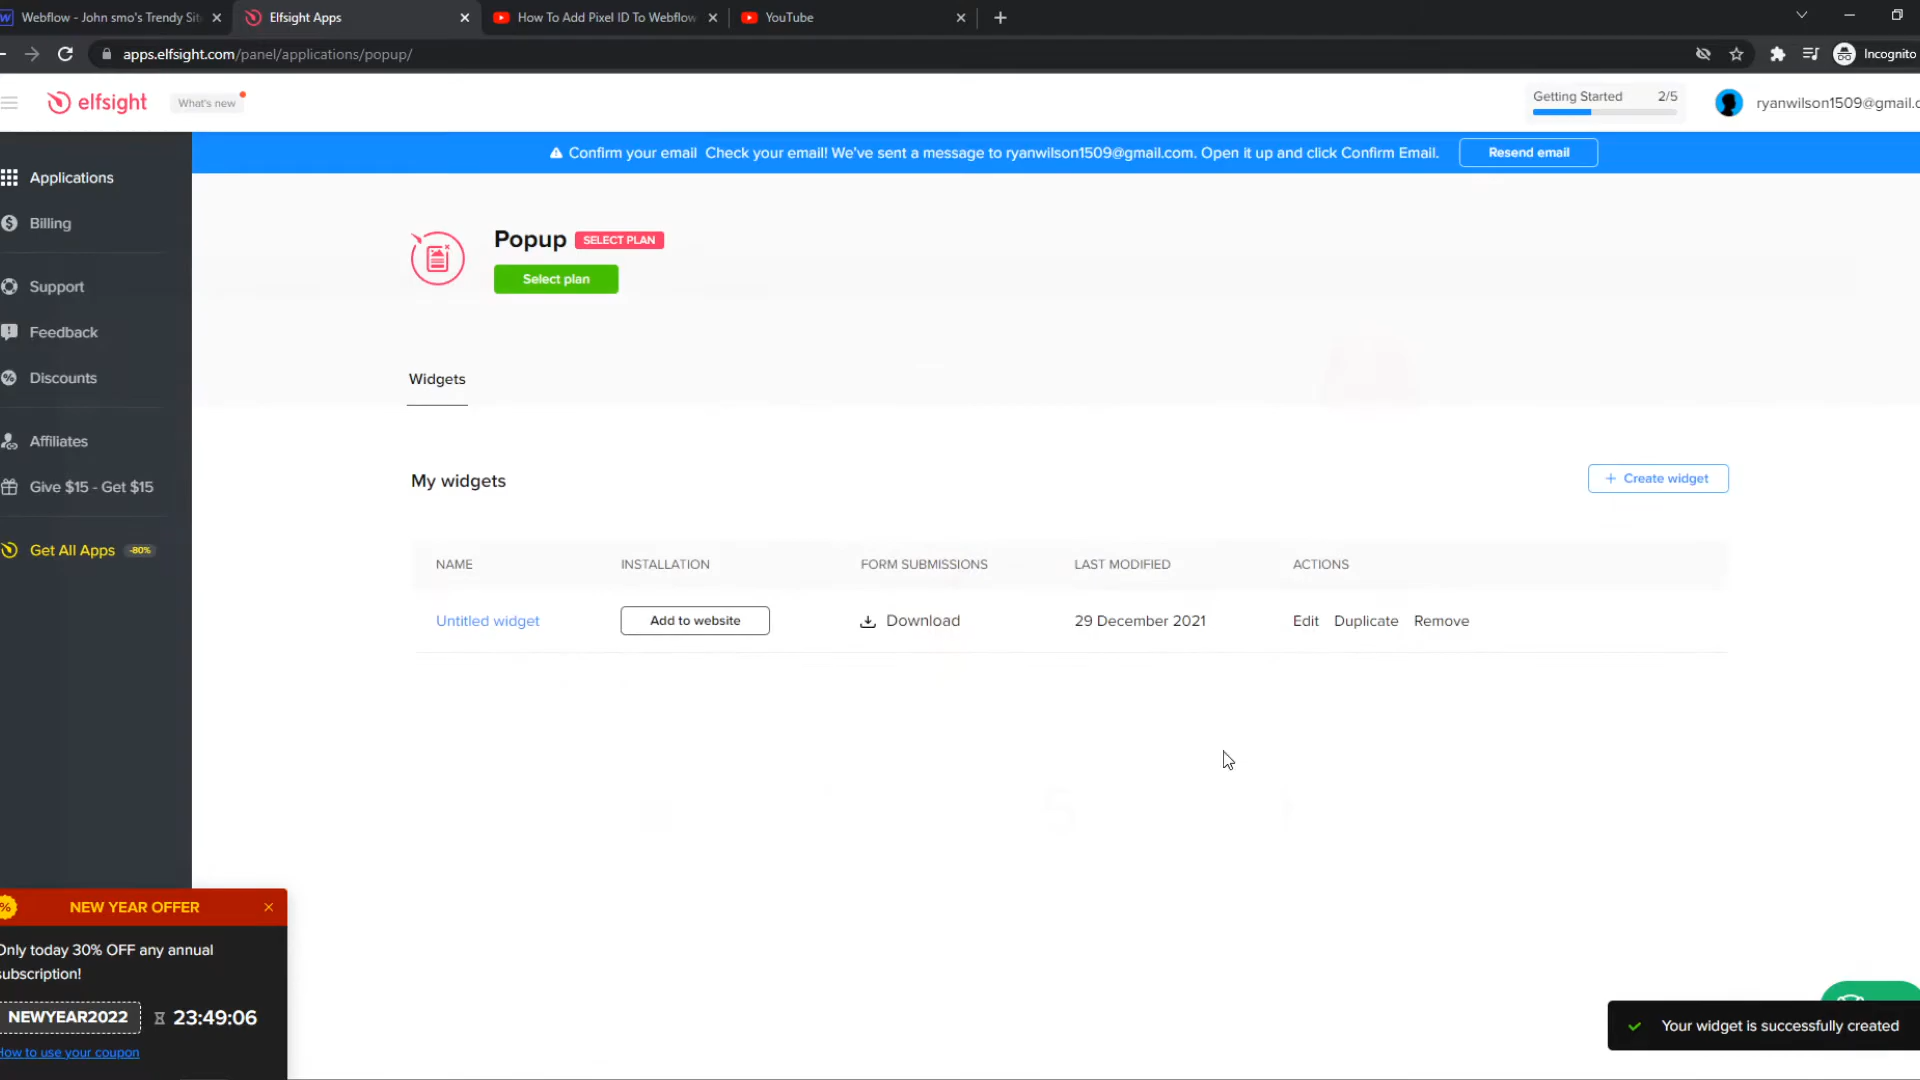 Webflow - John smo's Trendy Sit
Elfsight Apps
How To Add Pixel ID To Webflow
YouTube
apps.elfsight.com/panel/applications/popup/
Incognito
elfsight
What's new
Getting Started 2/5
ryanwilson1509@gmail.c
Confirm your email Check your email! We've sent a message to ryanwilson1509@gmail.com. Open it up and click Confirm Email.
Resend email
Applications
Billing
Support
Feedback
Discounts
Affiliates
Give $15 - Get $15
Get All Apps -80%
Popup SELECT PLAN
Select plan
Widgets
My widgets
+ Create widget
NAME INSTALLATION FORM SUBMISSIONS LAST MODIFIED ACTIONS
Untitled widget Add to website Download 29 December 2021 Edit Duplicate Remove
% NEW YEAR OFFER
Only today 30% OFF any annual
subscription!
NEWYEAR2022 23:49:06
How to use your coupon
Your widget is successfully created